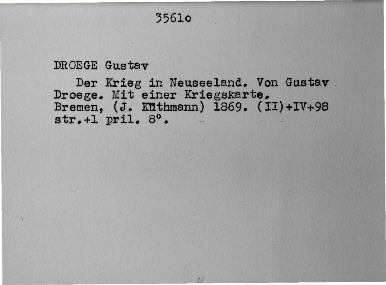 3561o
DROEGE Gustav
Der Krieg in Neuseeland. Von Gustav
Droege. Mit einer Kriegskarte.
Bremen, (J. Kühtmann) 1869. (II)+IV+98
str.+1 pril. 8°.